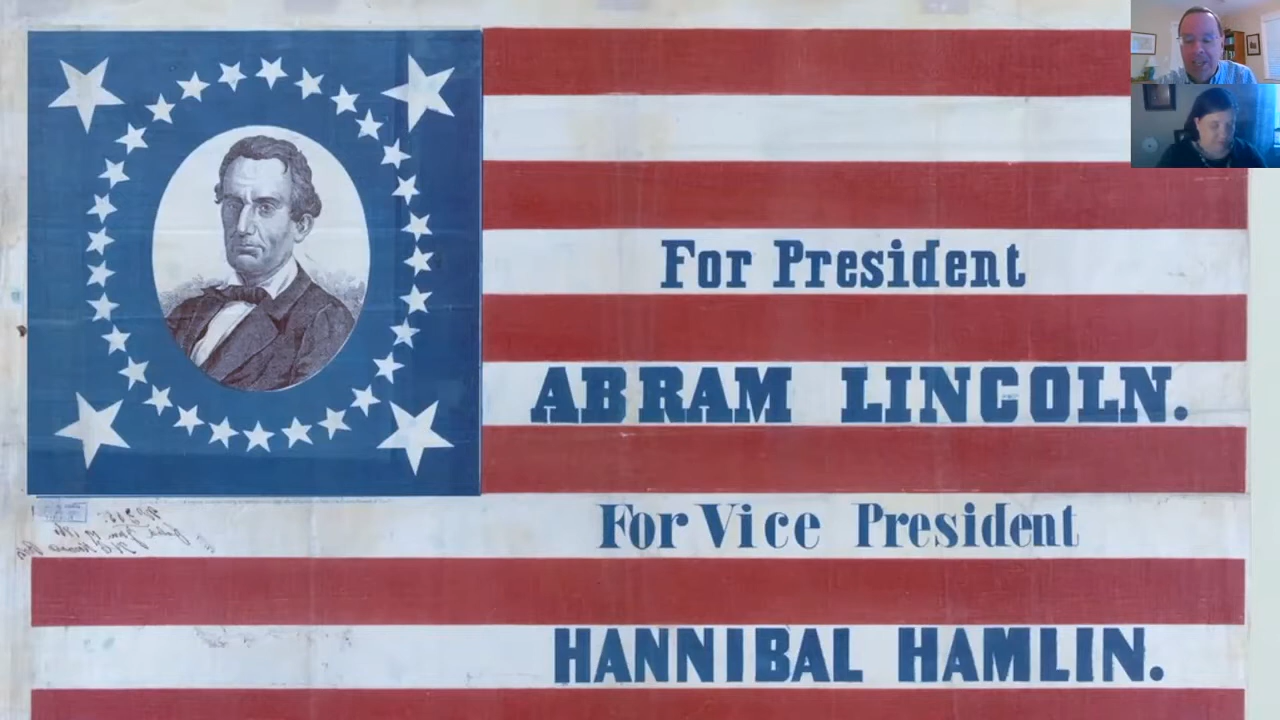 For President
ABRAM LINCOLN.
For Vice President
HANNIBAL HAMLIN.